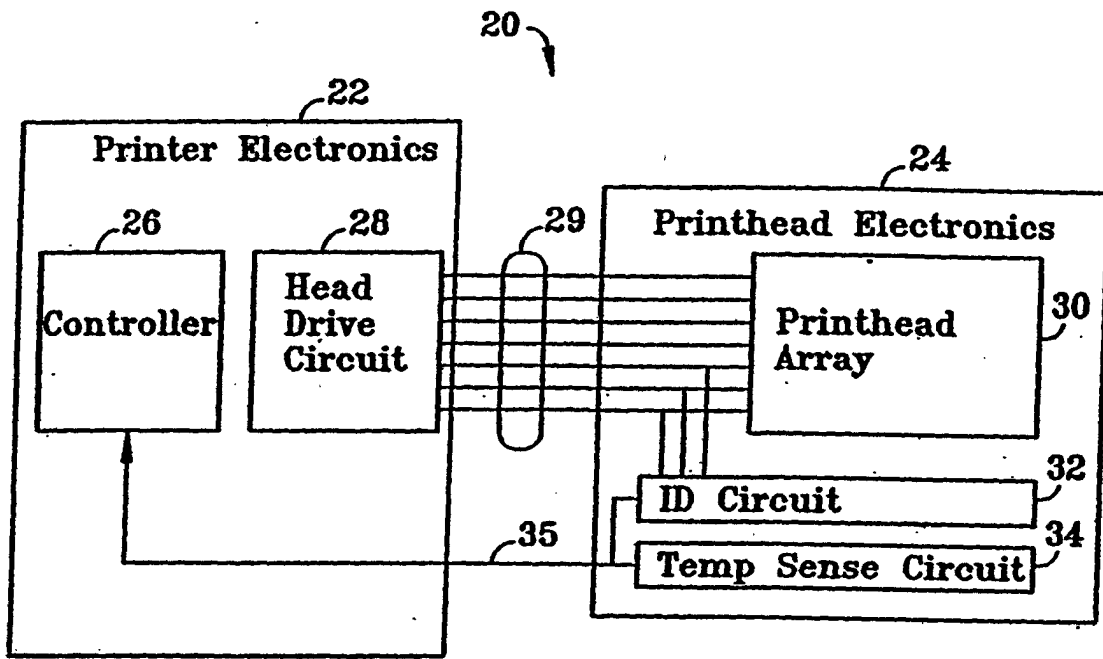 20
22
Printer Electronics
24
Printhead Electronics
26
28
29
Controller
Head
Drive
Circuit
Printhead
Array
30
ID Circuit
32
35
Temp Sense Circuit
34